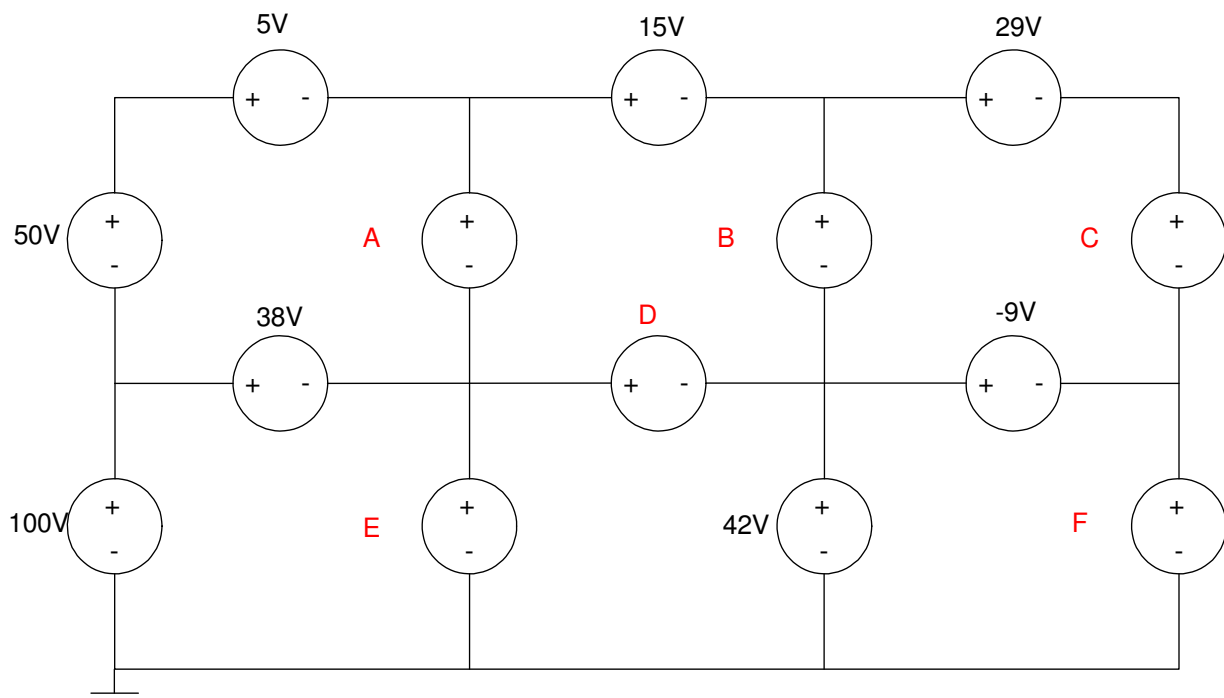 5V 15V 29V
+ - + - + -
+ + + +
50V A B C
- - - -
38V D -9V
+ - + - + -
+ + + +
100V E 42V F
- - - -